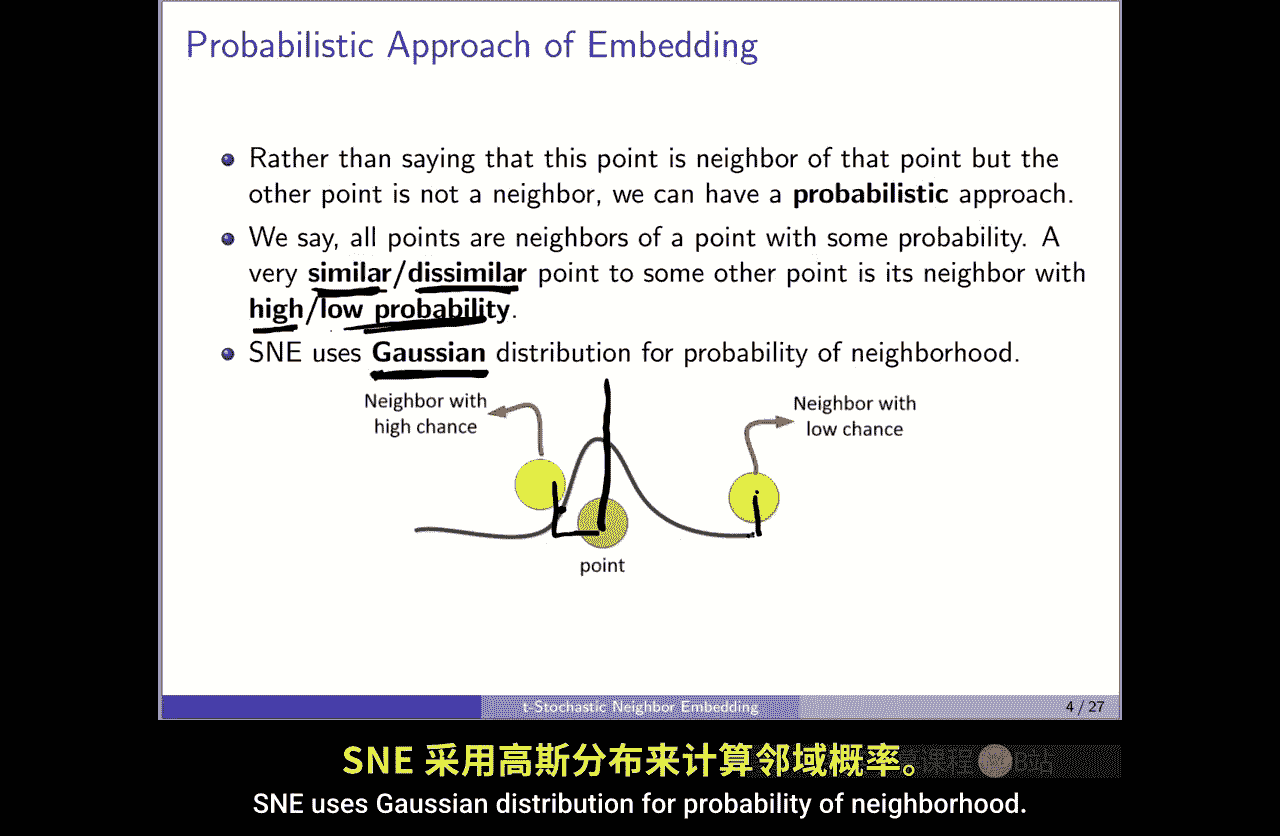 Probabilistic Approach of Embedding
Rather than saying that this point is neighbor of that point but the
other point is not a neighbor, we can have a probabilistic approach.
We say, all points are neighbors of a point with some probability. A
very similar/dissimilar point to some other point is its neighbor with
high/low probability.
SNE uses Gaussian distribution for probability of neighborhood.
Neighbor with
high chance
Neighbor with
low chance
point
t-Stochastic Neighbor Embedding
4 / 27
SNE 采用高斯分布来计算邻域概率。
课程
B站
SNE uses Gaussian distribution for probability of neighborhood.